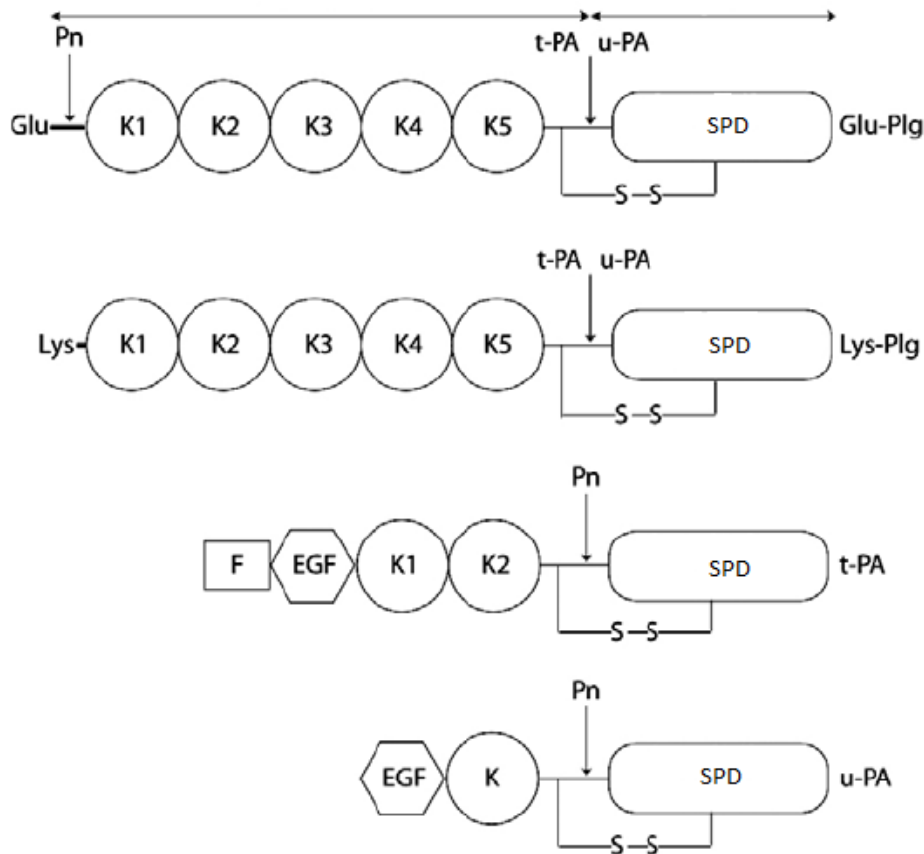 Pn
t-PA u-PA
Glu K1 K2 K3 K4 K5 SPD Glu-Plg
S S
t-PA u-PA
Lys K1 K2 K3 K4 K5 SPD Lys-Plg
S S
Pn
F EGF K1 K2 SPD t-PA
S S
Pn
EGF K SPD u-PA
S S